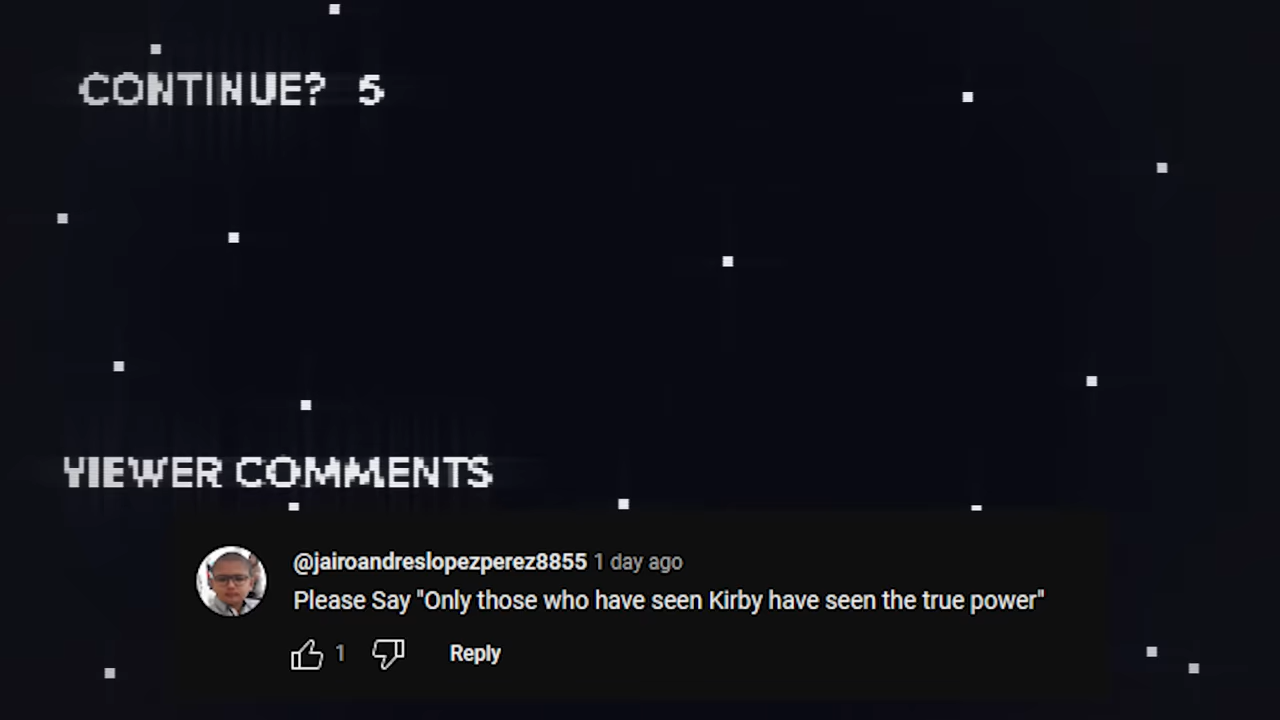 CONTINUE? 5
VIEWER COMMENTS
@jairoandreslopezperez8855 1 day ago
Please Say "Only those who have seen Kirby have seen the true power"
1 Reply